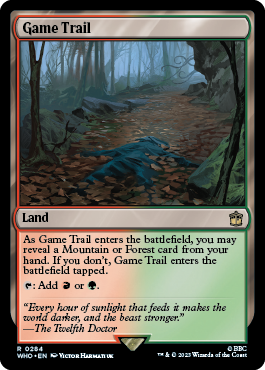 Game Trail
Land
As Game Trail enters the battlefield, you may
reveal a Mountain or Forest card from your
hand. If you don't, Game Trail enters the
battlefield tapped.
: Add or .
“Every hour of sunlight that feeds it makes the
world darker, and the beast stronger.”
—The Twelfth Doctor
R 0284
WHO • EN Victor Harmatiuk
© BBC
™ & © 2023 Wizards of the Coast